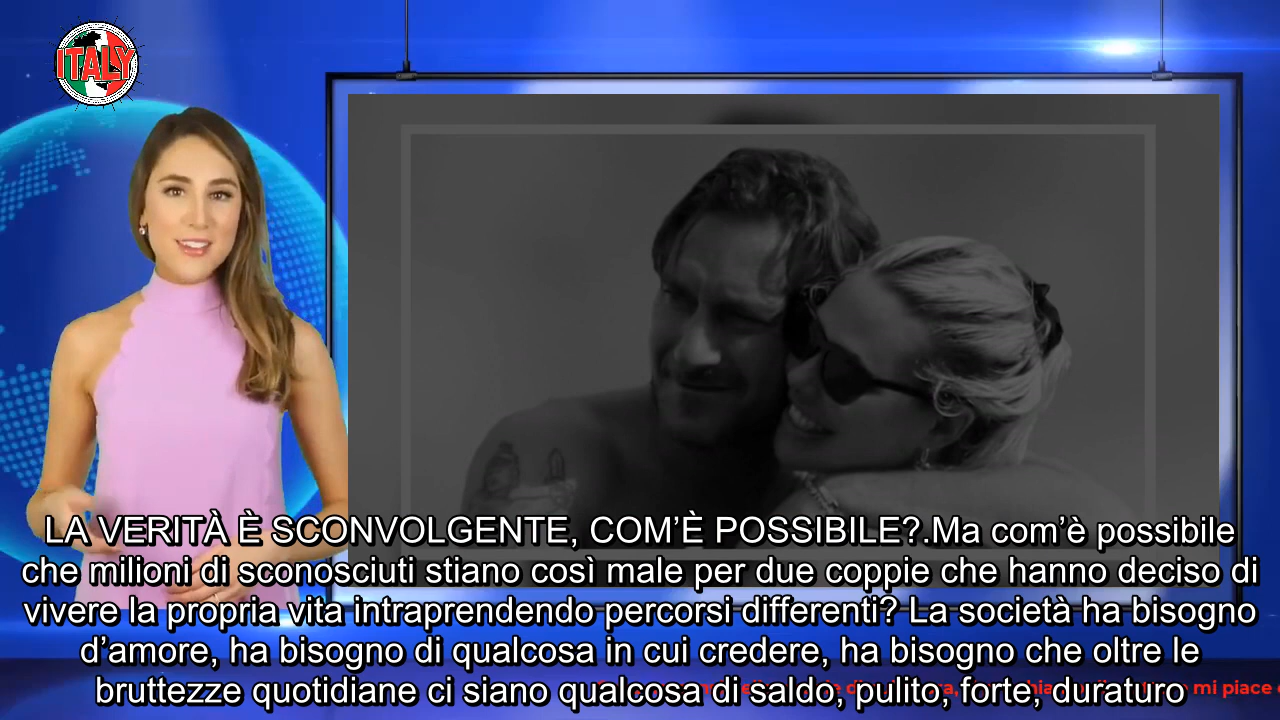 ITALY
LA VERITÀ È SCONVOLGENTE, COM’È POSSIBILE?.Ma com’è possibile
che milioni di sconosciuti stiano così male per due coppie che hanno deciso di
vivere la propria vita intraprendendo percorsi differenti? La società ha bisogno
d’amore, ha bisogno di qualcosa in cui credere, ha bisogno che oltre le
bruttezze quotidiane ci siano qualcosa di saldo, pulito, forte, duraturo
mi piace